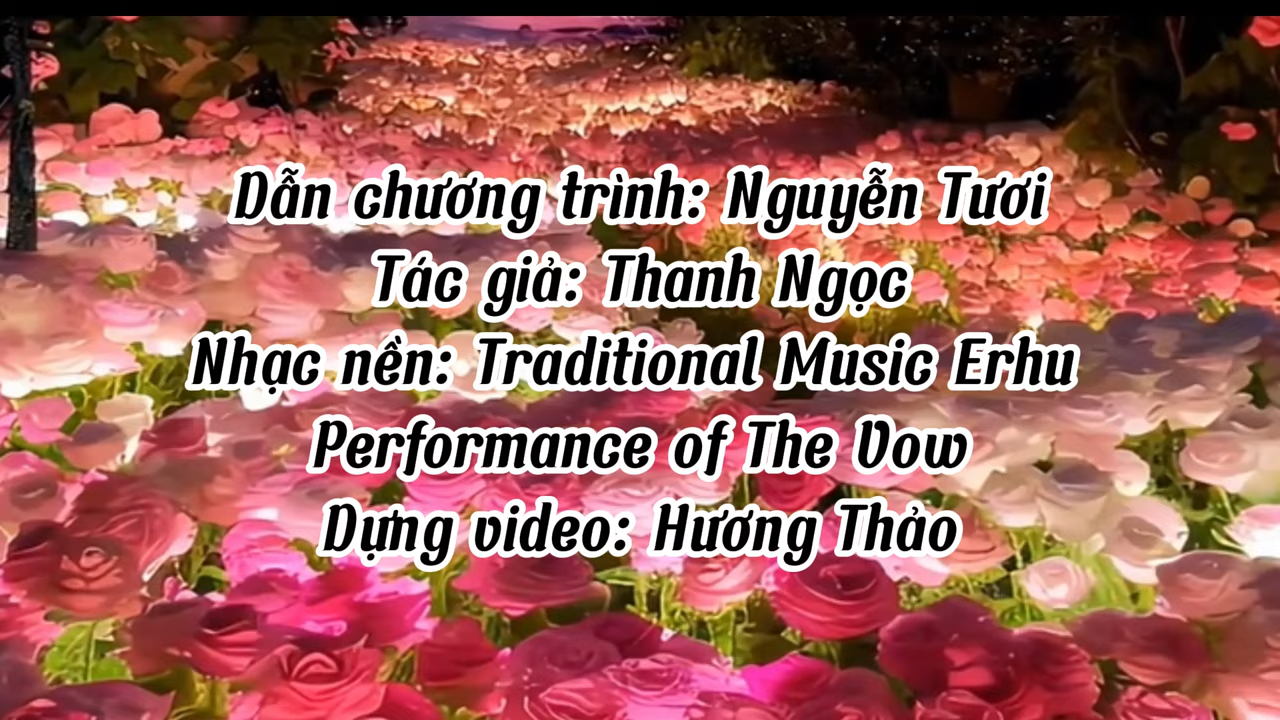 Dẫn chương trình: Nguyễn Tươi
Tác giả: Thanh Ngọc
Nhạc nền: Traditional Music Erhu
Performance of The Vow
Dựng video: Hương Thảo